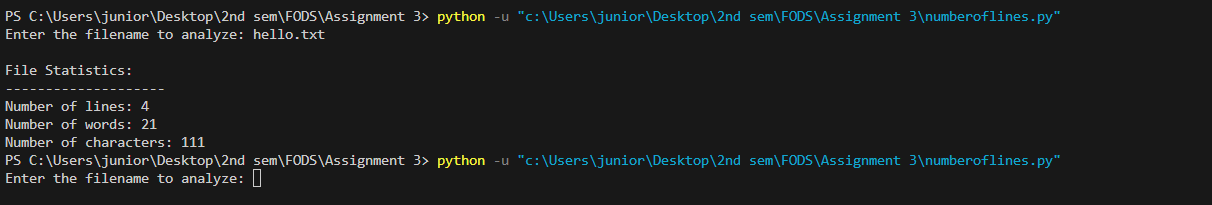 PS C:\Users\junior\Desktop\2nd sem\FODS\Assignment 3> python -u "c:\Users\junior\Desktop\2nd sem\FODS\Assignment 3\numberoflines.py"
Enter the filename to analyze: hello.txt

File Statistics:
--------------------
Number of lines: 4
Number of words: 21
Number of characters: 111
PS C:\Users\junior\Desktop\2nd sem\FODS\Assignment 3> python -u "c:\Users\junior\Desktop\2nd sem\FODS\Assignment 3\numberoflines.py"
Enter the filename to analyze: